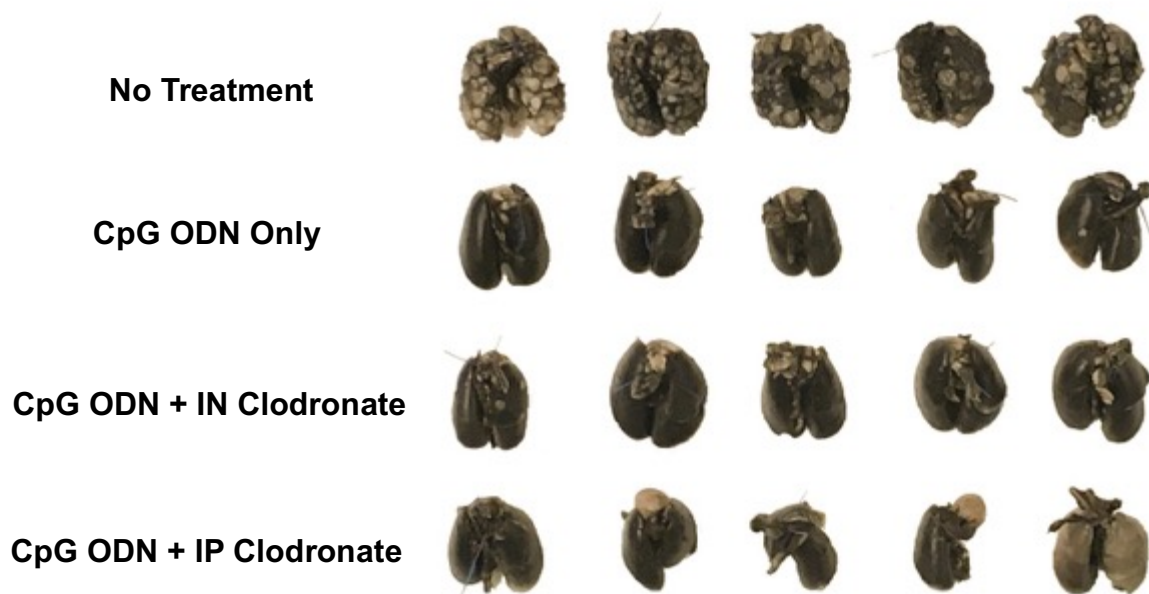 No Treatment
CpG ODN Only
CpG ODN + IN Clodronate
CpG ODN + IP Clodronate